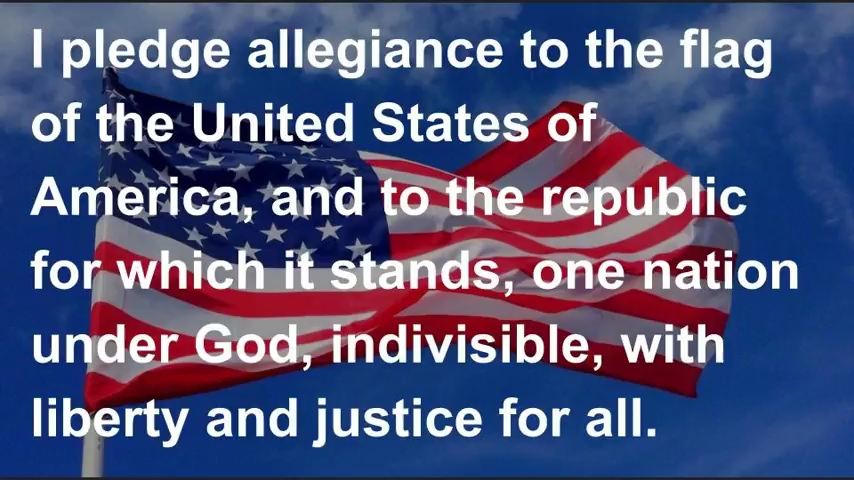 I pledge allegiance to the flag
of the United States of
America, and to the republic
for which it stands, one nation
under God, indivisible, with
liberty and justice for all.